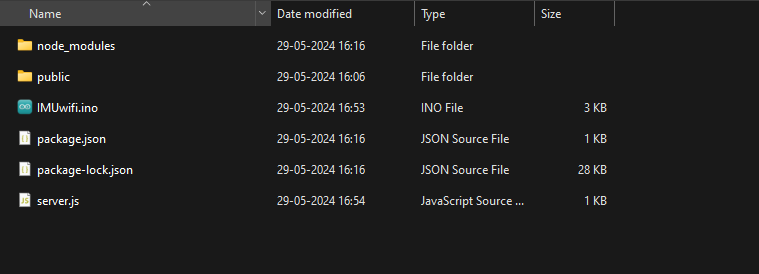 Name Date modified Type Size
node_modules 29-05-2024 16:16 File folder
public 29-05-2024 16:06 File folder
IMUwifi.ino 29-05-2024 16:53 INO File 3 KB
package.json 29-05-2024 16:16 JSON Source File 1 KB
package-lock.json 29-05-2024 16:16 JSON Source File 28 KB
server.js 29-05-2024 16:54 JavaScript Source ... 1 KB